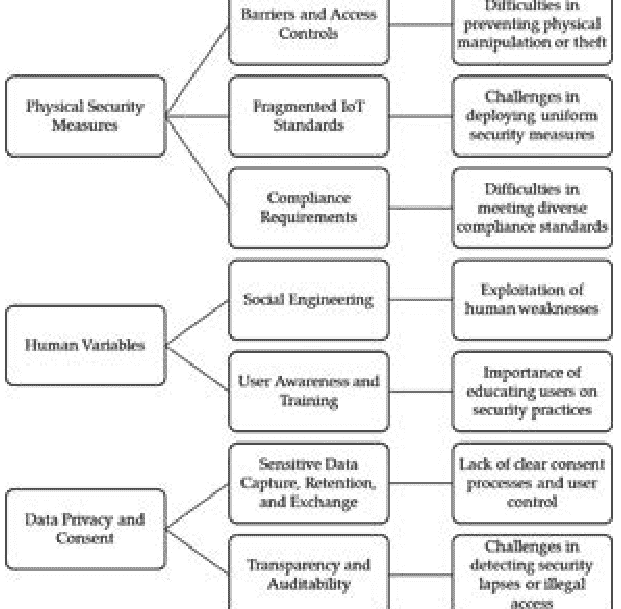 Barriers and Access
Controls
Difficulties in
preventing physical
manipulation or theft
Physical Security
Measures
Fragmented IoT
Standards
Challenges in
deploying uniform
security measures
Compliance
Requirements
Difficulties in
meeting diverse
compliance standards
Human Variables
Social Engineering
Exploitation of
human weaknesses
User Awareness and
Training
Importance of
educating users on
security practices
Data Privacy and
Consent
Sensitive Data
Capture, Retention,
and Exchange
Lack of clear consent
processes and user
control
Transparency and
Auditability
Challenges in
detecting security
lapses or illegal
access